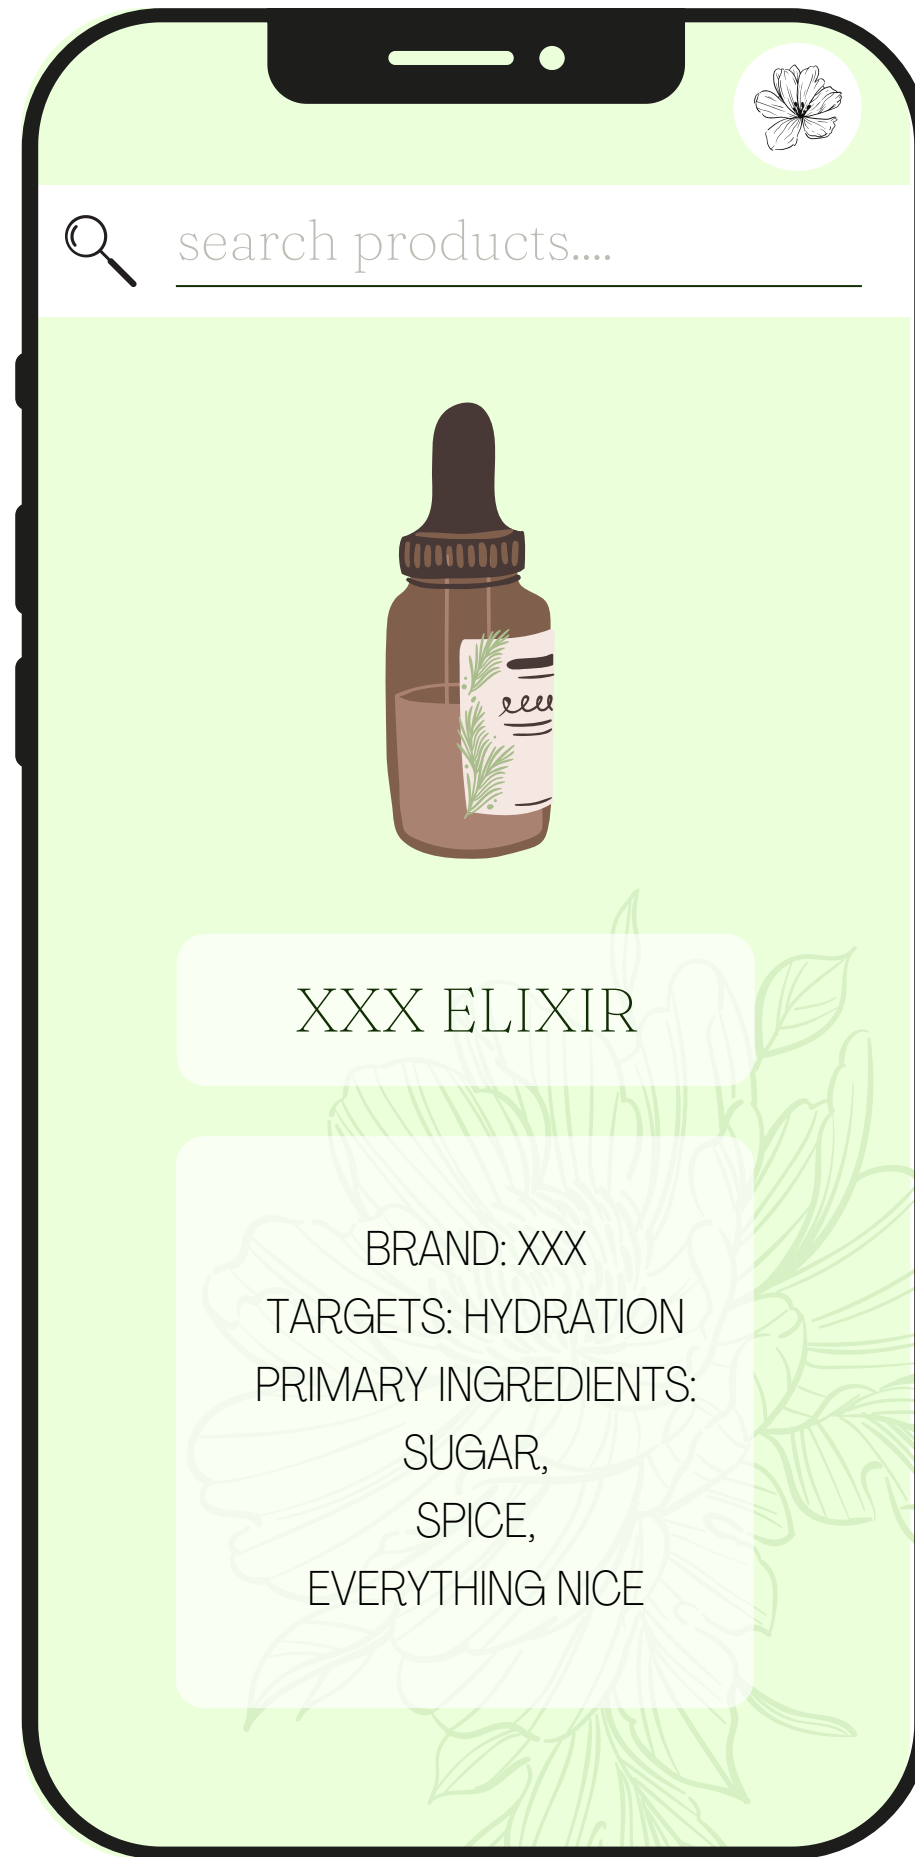 search products....
XXX ELIXIR
BRAND: XXX
TARGETS: HYDRATION
PRIMARY INGREDIENTS:
SUGAR,
SPICE,
EVERYTHING NICE